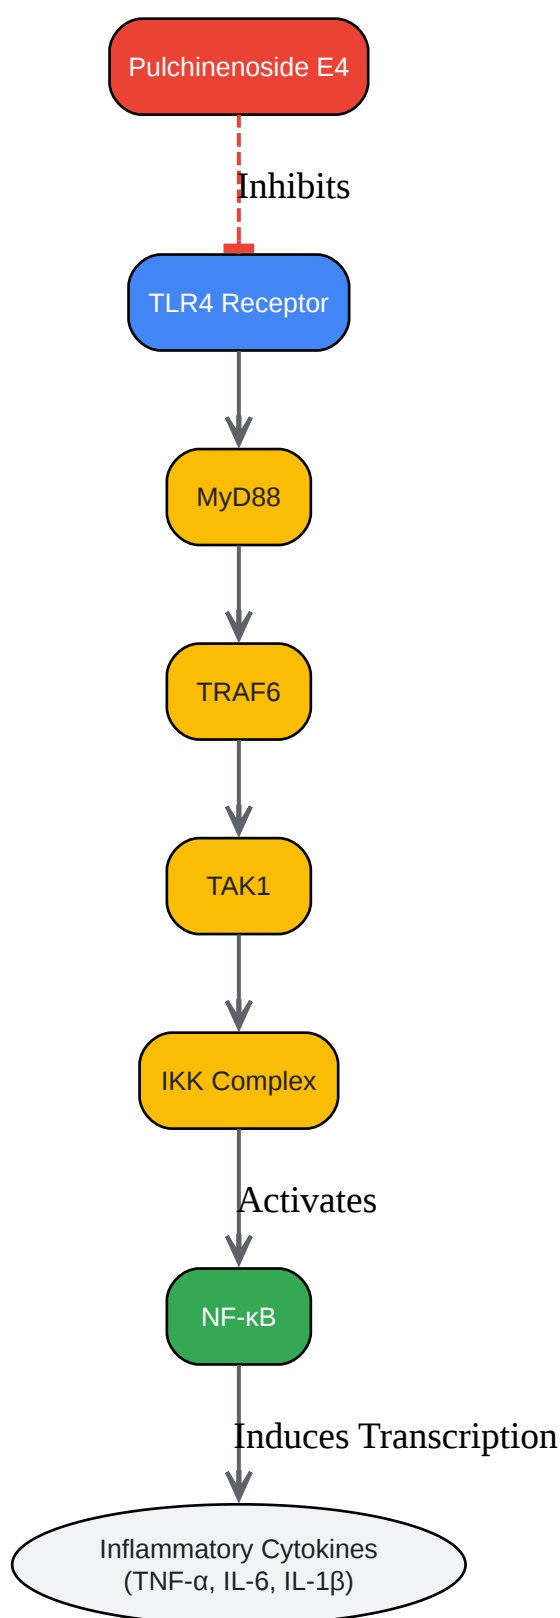 Pulchinenoside E4
Inhibits
TLR4 Receptor
MyD88
TRAF6
TAK1
IKK Complex
Activates
NF-κB
Induces Transcription
Inflammatory Cytokines
(TNF-α, IL-6, IL-1β)